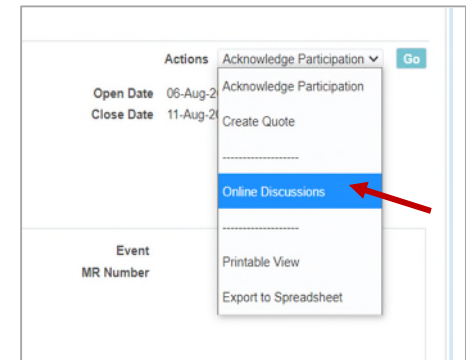 Actions Acknowledge Participation Go
Acknowledge Participation
Open Date 06-Aug-2
Close Date 11-Aug-2
Create Quote
-------------------
Online Discussions
-------------------
Event
Printable View
MR Number
Export to Spreadsheet